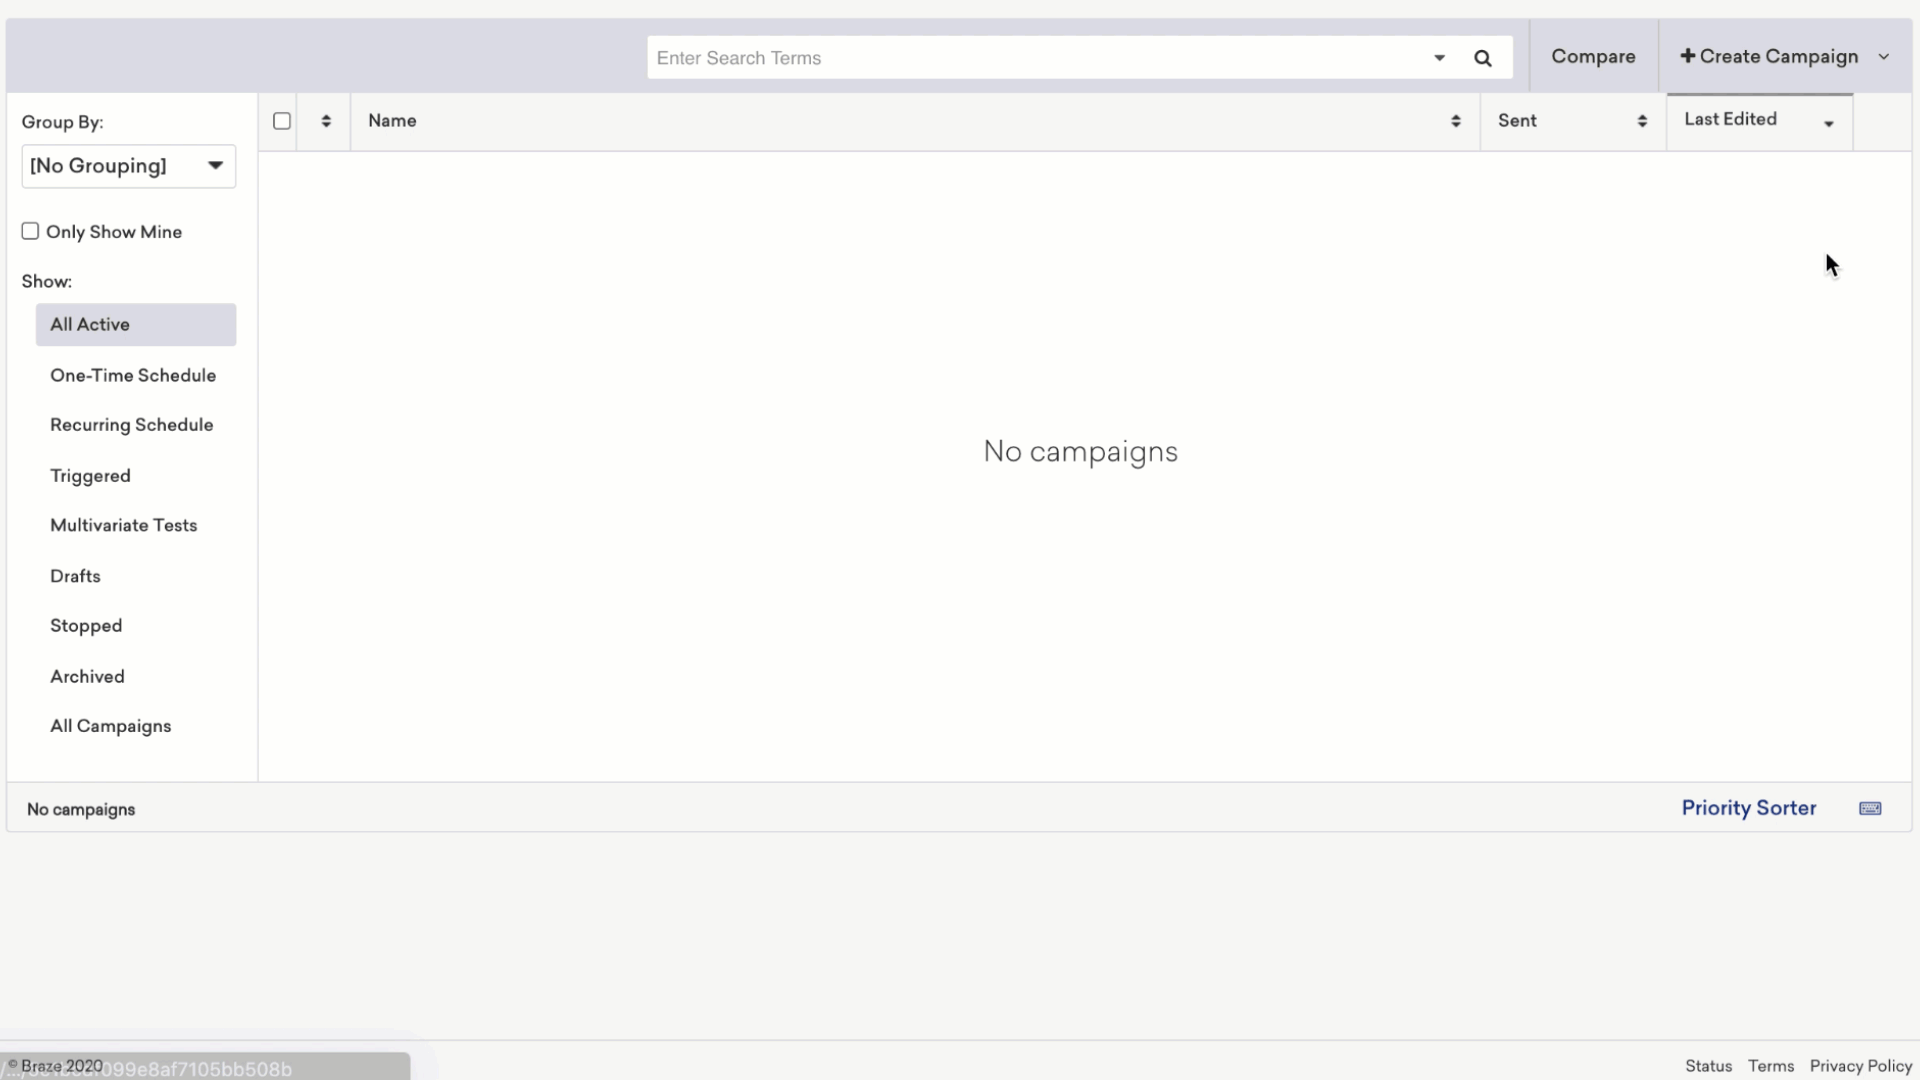 Enter Search Terms
Compare
Create Campaign
Group By:
[No Grouping]
Only Show Mine
Show:
All Active
One-Time Schedule
Recurring Schedule
Triggered
Multivariate Tests
Drafts
Stopped
Archived
All Campaigns
Name
Sent
Last Edited
No campaigns
No campaigns
Priority Sorter
© Braze 2020
Status
Terms
Privacy Policy